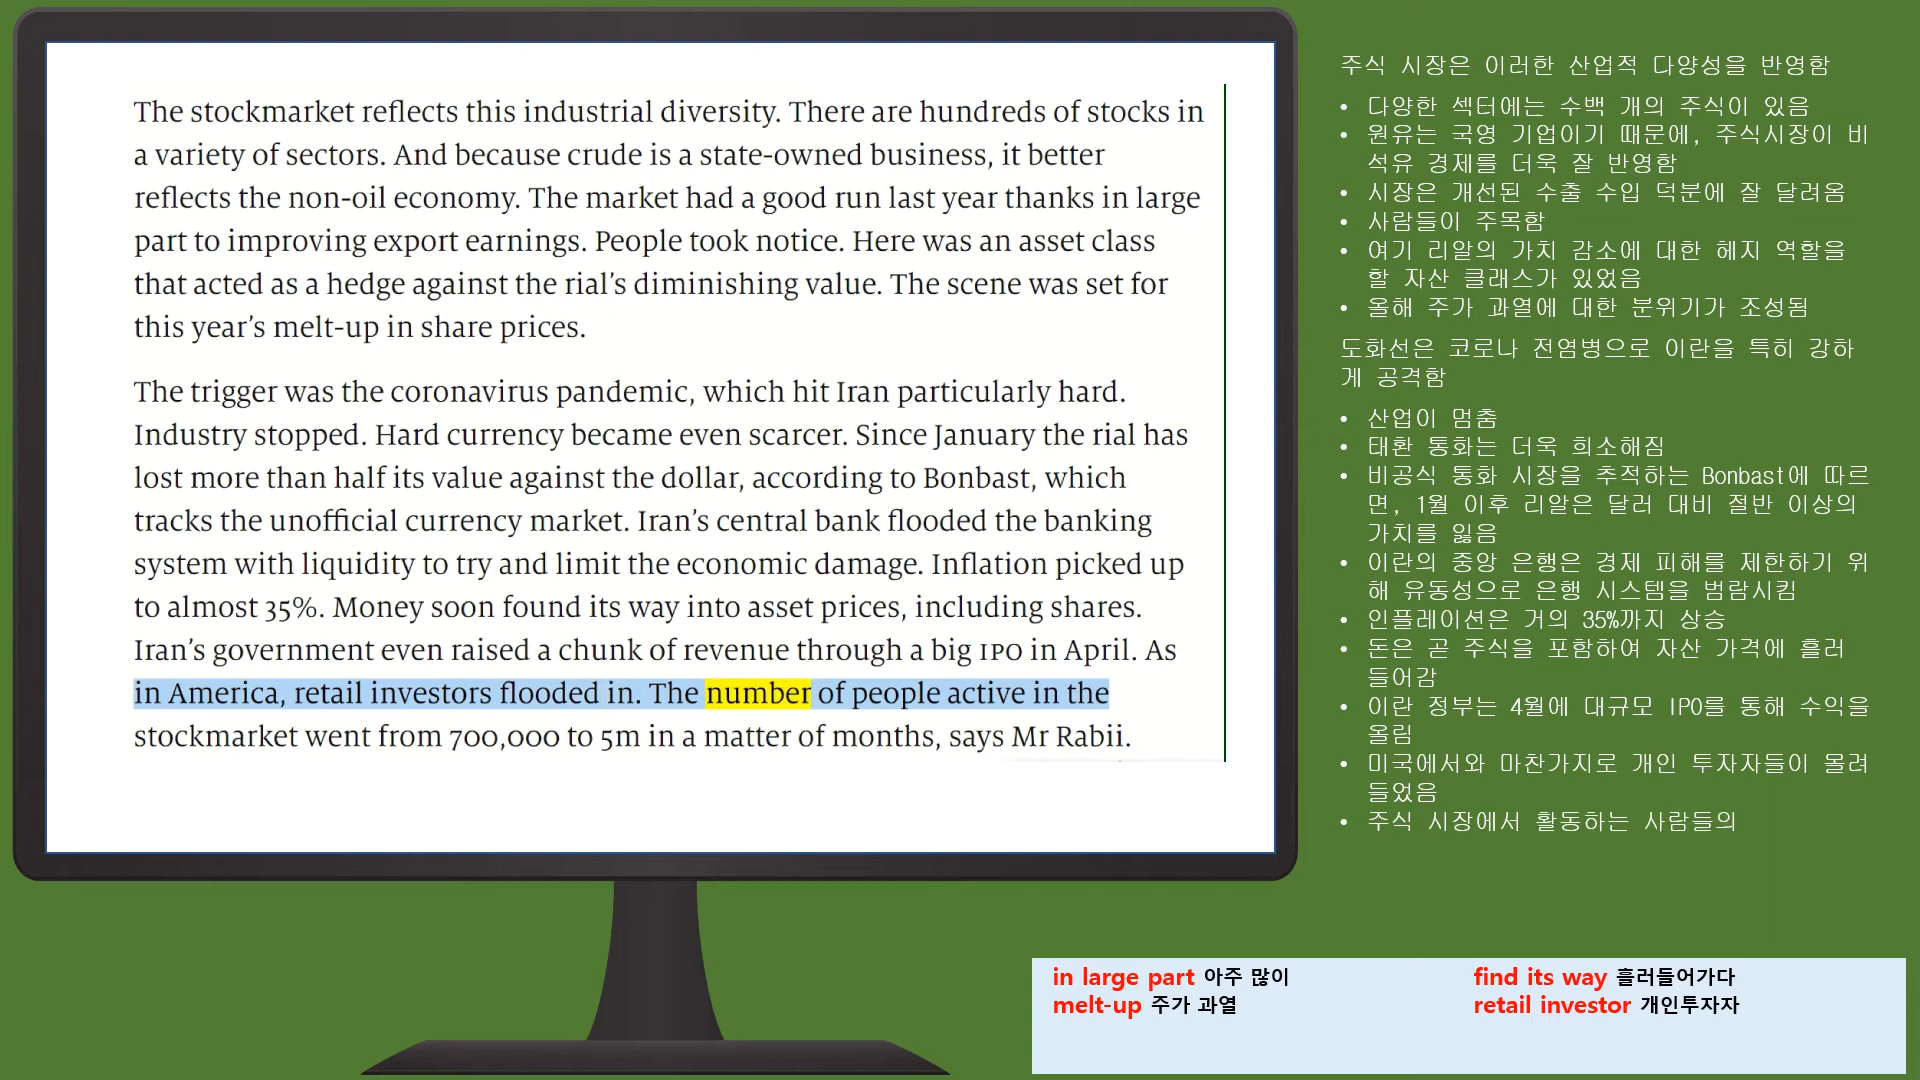 The stockmarket reflects this industrial diversity. There are hundreds of stocks in
a variety of sectors. And because crude is a state-owned business, it better
reflects the non-oil economy. The market had a good run last year thanks in large
part to improving export earnings. People took notice. Here was an asset class
that acted as a hedge against the rial’s diminishing value. The scene was set for
this year’s melt-up in share prices.
The trigger was the coronavirus pandemic, which hit Iran particularly hard.
Industry stopped. Hard currency became even scarcer. Since January the rial has
lost more than half its value against the dollar, according to Bonbast, which
tracks the unofficial currency market. Iran’s central bank flooded the banking
system with liquidity to try and limit the economic damage. Inflation picked up
to almost 35%. Money soon found its way into asset prices, including shares.
Iran’s government even raised a chunk of revenue through a big IPO in April. As
in America, retail investors flooded in. The number of people active in the
stockmarket went from 700,000 to 5m in a matter of months, says Mr Rabii.
주식 시장은 이러한 산업적 다양성을 반영함
• 다양한 섹터에는 수백 개의 주식이 있음
• 원유는 국영 기업이기 때문에, 주식시장이 비
석유 경제를 더욱 잘 반영함
• 시장은 개선된 수출 수입 덕분에 잘 달려옴
• 사람들이 주목함
• 여기 리알의 가치 감소에 대한 헤지 역할을
할 자산 클래스가 있었음
• 올해 주가 과열에 대한 분위기가 조성됨
도화선은 코로나 전염병으로 이란을 특히 강하
게 공격함
• 산업이 멈춤
• 태환 통화는 더욱 희소해짐
• 비공식 통화 시장을 추적하는 Bonbast에 따르
면, 1월 이후 리알은 달러 대비 절반 이상의
가치를 잃음
• 이란의 중앙 은행은 경제 피해를 제한하기 위
해 유동성으로 은행 시스템을 범람시킴
• 인플레이션은 거의 35%까지 상승
• 돈은 곧 주식을 포함하여 자산 가격에 흘러
들어감
• 이란 정부는 4월에 대규모 IPO를 통해 수익을
올림
• 미국에서와 마찬가지로 개인 투자자들이 몰려
들었음
• 주식 시장에서 활동하는 사람들의
in large part 아주 많이
melt-up 주가 과열
find its way 흘러들어가다
retail investor 개인투자자